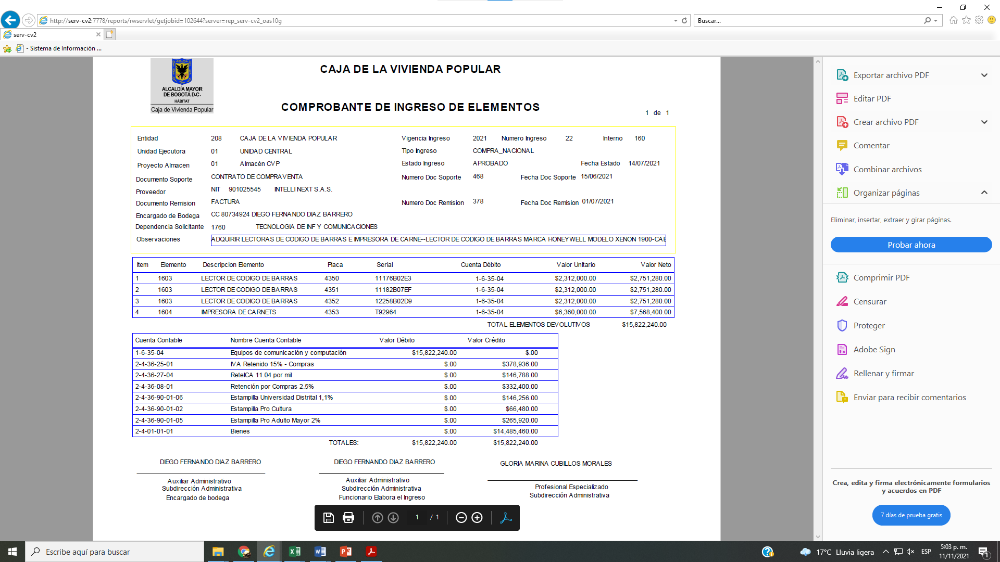 http://serv-cv2:7778/reports/rwservlet/getjobid=102644?server=rep_serv-cv2_oas10g
Buscar...
serv-cv2
- Sistema de Información ...
ALCALDÍA MAYOR
DE BOGOTÁ D.C.
HÁBITAT
Caja de Vivienda Popular
CAJA DE LA VIVIENDA POPULAR
COMPROBANTE DE INGRESO DE ELEMENTOS
1 de 1
Entidad 208 CAJA DE LA VIVIENDA POPULAR Vigencia Ingreso 2021 Numero Ingreso 22 Interno 160
Unidad Ejecutora 01 UNIDAD CENTRAL Tipo Ingreso COMPRA_NACIONAL
Proyecto Almacen 01 Almacén CVP Estado Ingreso APROBADO Fecha Estado 14/07/2021
Documento Soporte CONTRATO DE COMPRAVENTA Numero Doc Soporte 468 Fecha Doc Soporte 15/06/2021
Proveedor NIT 901025545 INTELLINEXT S.A.S.
Documento Remision FACTURA Numero Doc Remision 378 Fecha Doc Remision 01/07/2021
Encargado de Bodega CC 80734924 DIEGO FERNANDO DIAZ BARRERO
Dependencia Solicitante 1760 TECNOLOGIA DE INF Y COMUNICACIONES
Observaciones ADQUIRIR LECTORAS DE CODIGO DE BARRAS E IMPRESORA DE CARNE--LECTOR DE CODIGO DE BARRAS MARCA HONEYWELL MODELO XENON 1900-CAB
Item Elemento Descripcion Elemento Placa Serial Cuenta Débito Valor Unitario Valor Neto
1 1603 LECTOR DE CODIGO DE BARRAS 4350 11176B02E3 1-6-35-04 $2,312,000.00 $2,751,280.00
2 1603 LECTOR DE CODIGO DE BARRAS 4351 11182B07EF 1-6-35-04 $2,312,000.00 $2,751,280.00
3 1603 LECTOR DE CODIGO DE BARRAS 4352 12258B02D9 1-6-35-04 $2,312,000.00 $2,751,280.00
4 1604 IMPRESORA DE CARNETS 4353 T92964 1-6-35-04 $6,360,000.00 $7,568,400.00
TOTAL ELEMENTOS DEVOLUTIVOS $15,822,240.00
Cuenta Contable Nombre Cuenta Contable Valor Débito Valor Crédito
1-6-35-04 Equipos de comunicación y computación $15,822,240.00 $.00
2-4-36-25-01 IVA Retenido 15% - Compras $.00 $378,936.00
2-4-36-27-04 ReteICA 11.04 por mil $.00 $146,788.00
2-4-36-08-01 Retención por Compras 2.5% $.00 $332,400.00
2-4-36-90-01-06 Estampilla Universidad Distrital 1,1% $.00 $146,256.00
2-4-36-90-01-02 Estampilla Pro Cultura $.00 $66,480.00
2-4-36-90-01-05 Estampilla Pro Adulto Mayor 2% $.00 $265,920.00
2-4-01-01-01 Bienes $.00 $14,485,460.00
TOTALES: $15,822,240.00 $15,822,240.00
DIEGO FERNANDO DIAZ BARRERO
Auxiliar Administrativo
Subdirección Administrativa
Encargado de bodega
DIEGO FERNANDO DIAZ BARRERO
Auxiliar Administrativo
Subdirección Administrativa
Funcionario Elabora el Ingreso
GLORIA MARINA CUBILLOS MORALES
Profesional Especializado
Subdirección Administrativa
1 / 1
Exportar archivo PDF
Editar PDF
Crear archivo PDF
Comentar
Combinar archivos
Organizar páginas
Eliminar, insertar, extraer y girar páginas.
Probar ahora
Comprimir PDF
Censurar
Proteger
Adobe Sign
Rellenar y firmar
Enviar para recibir comentarios
Crea, edita y firma electrónicamente formularios
y acuerdos en PDF
7 días de prueba gratis
Escribe aquí para buscar
17°C Lluvia ligera
ESP
5:03 p. m.
11/11/2021
1